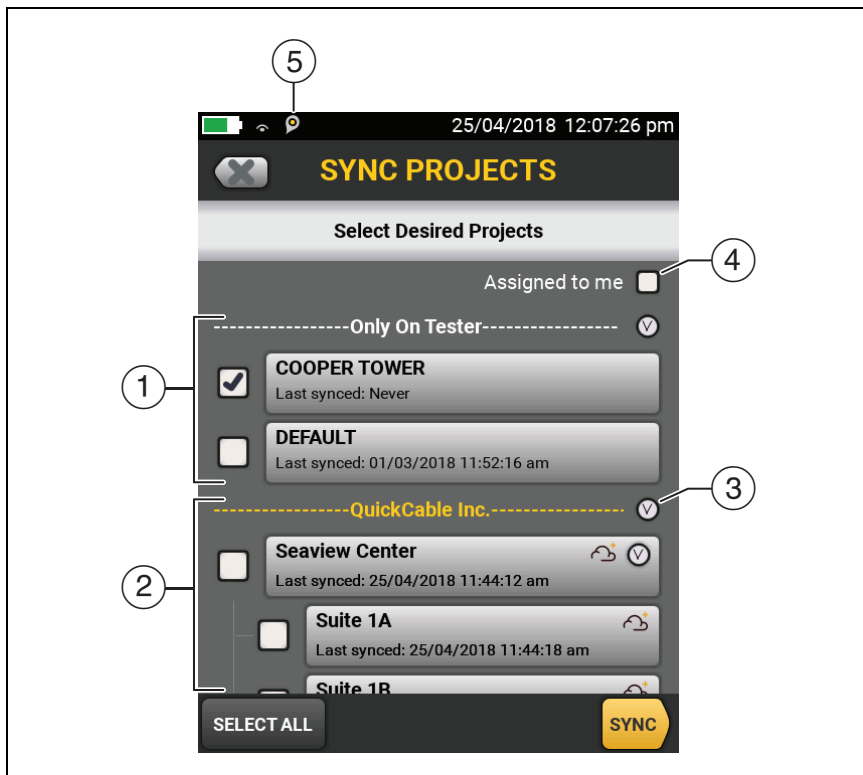 5
25/04/2018 12:07:26 pm
SYNC PROJECTS
Select Desired Projects
Assigned to me
4
Only On Tester
1
COOPER TOWER
Last synced: Never
DEFAULT
Last synced: 01/03/2018 11:52:16 am
3
QuickCable Inc.
2
Seaview Center
Last synced: 25/04/2018 11:44:12 am
Suite 1A
Last synced: 25/04/2018 11:44:18 am
Suite 1B
SELECT ALL
SYNC